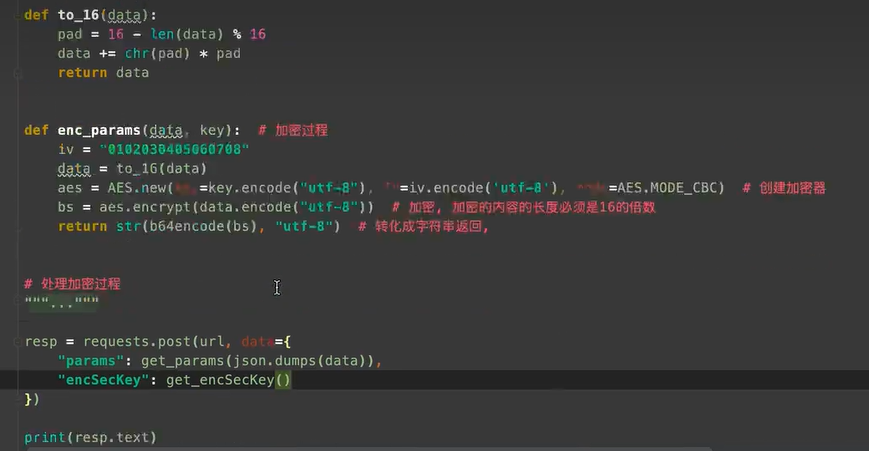 def to_16(data):
    pad = 16 - len(data) % 16
    data += chr(pad) * pad
    return data
def enc_params(data, key):  # 加密过程
    iv = "0102030405060708"
    data = to_16(data)
    aes = AES.new(=key.encode("utf-8"), =iv.encode('utf-8'), =AES.MODE_CBC)  # 创建加密器
    bs = aes.encrypt(data.encode("utf-8"))  # 加密, 加密的内容的长度必须是16的倍数
    return str(b64encode(bs), "utf-8")  # 转化成字符串返回,
# 处理加密过程
"""..."""
resp = requests.post(url, data={
    "params": get_params(json.dumps(data)),
    "encSecKey": get_encSecKey()
})
print(resp.text)